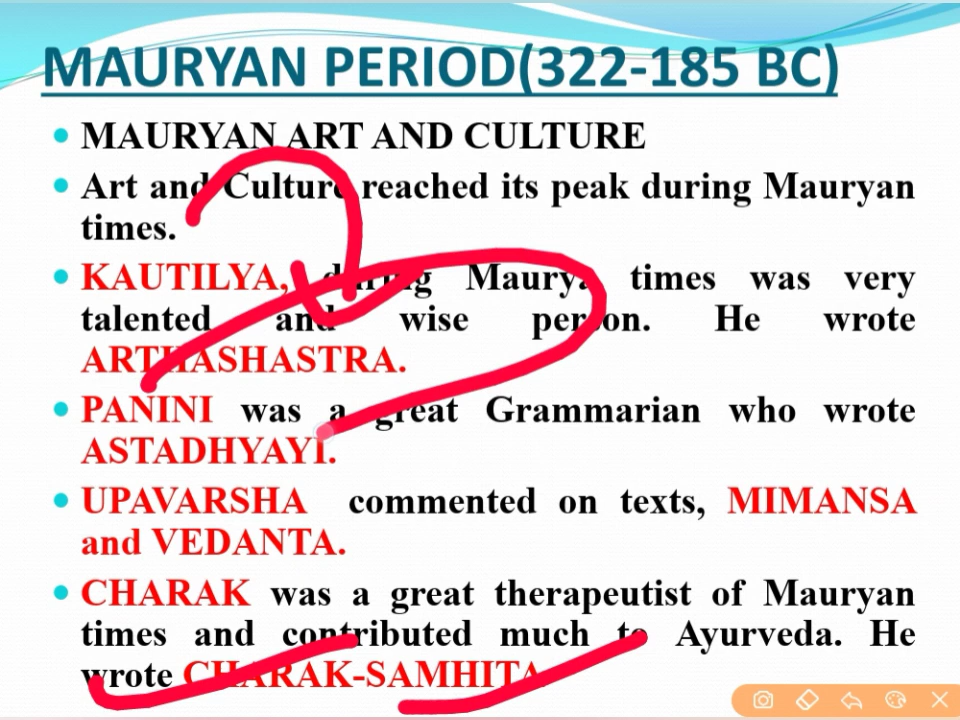 MAURYAN PERIOD(322-185 BC)
MAURYAN ART AND CULTURE
Art and Culture reached its peak during Mauryan
times.
KAUTILYA, during Maurya times was very
talented and wise person. He wrote
ARTHASHASTRA.
PANINI was a great Grammarian who wrote
ASTADHYAYI.
UPAVARSHA commented on texts, MIMANSA
and VEDANTA.
CHARAK was a great therapeutist of Mauryan
times and contributed much to Ayurveda. He
wrote CHARAK-SAMHITA